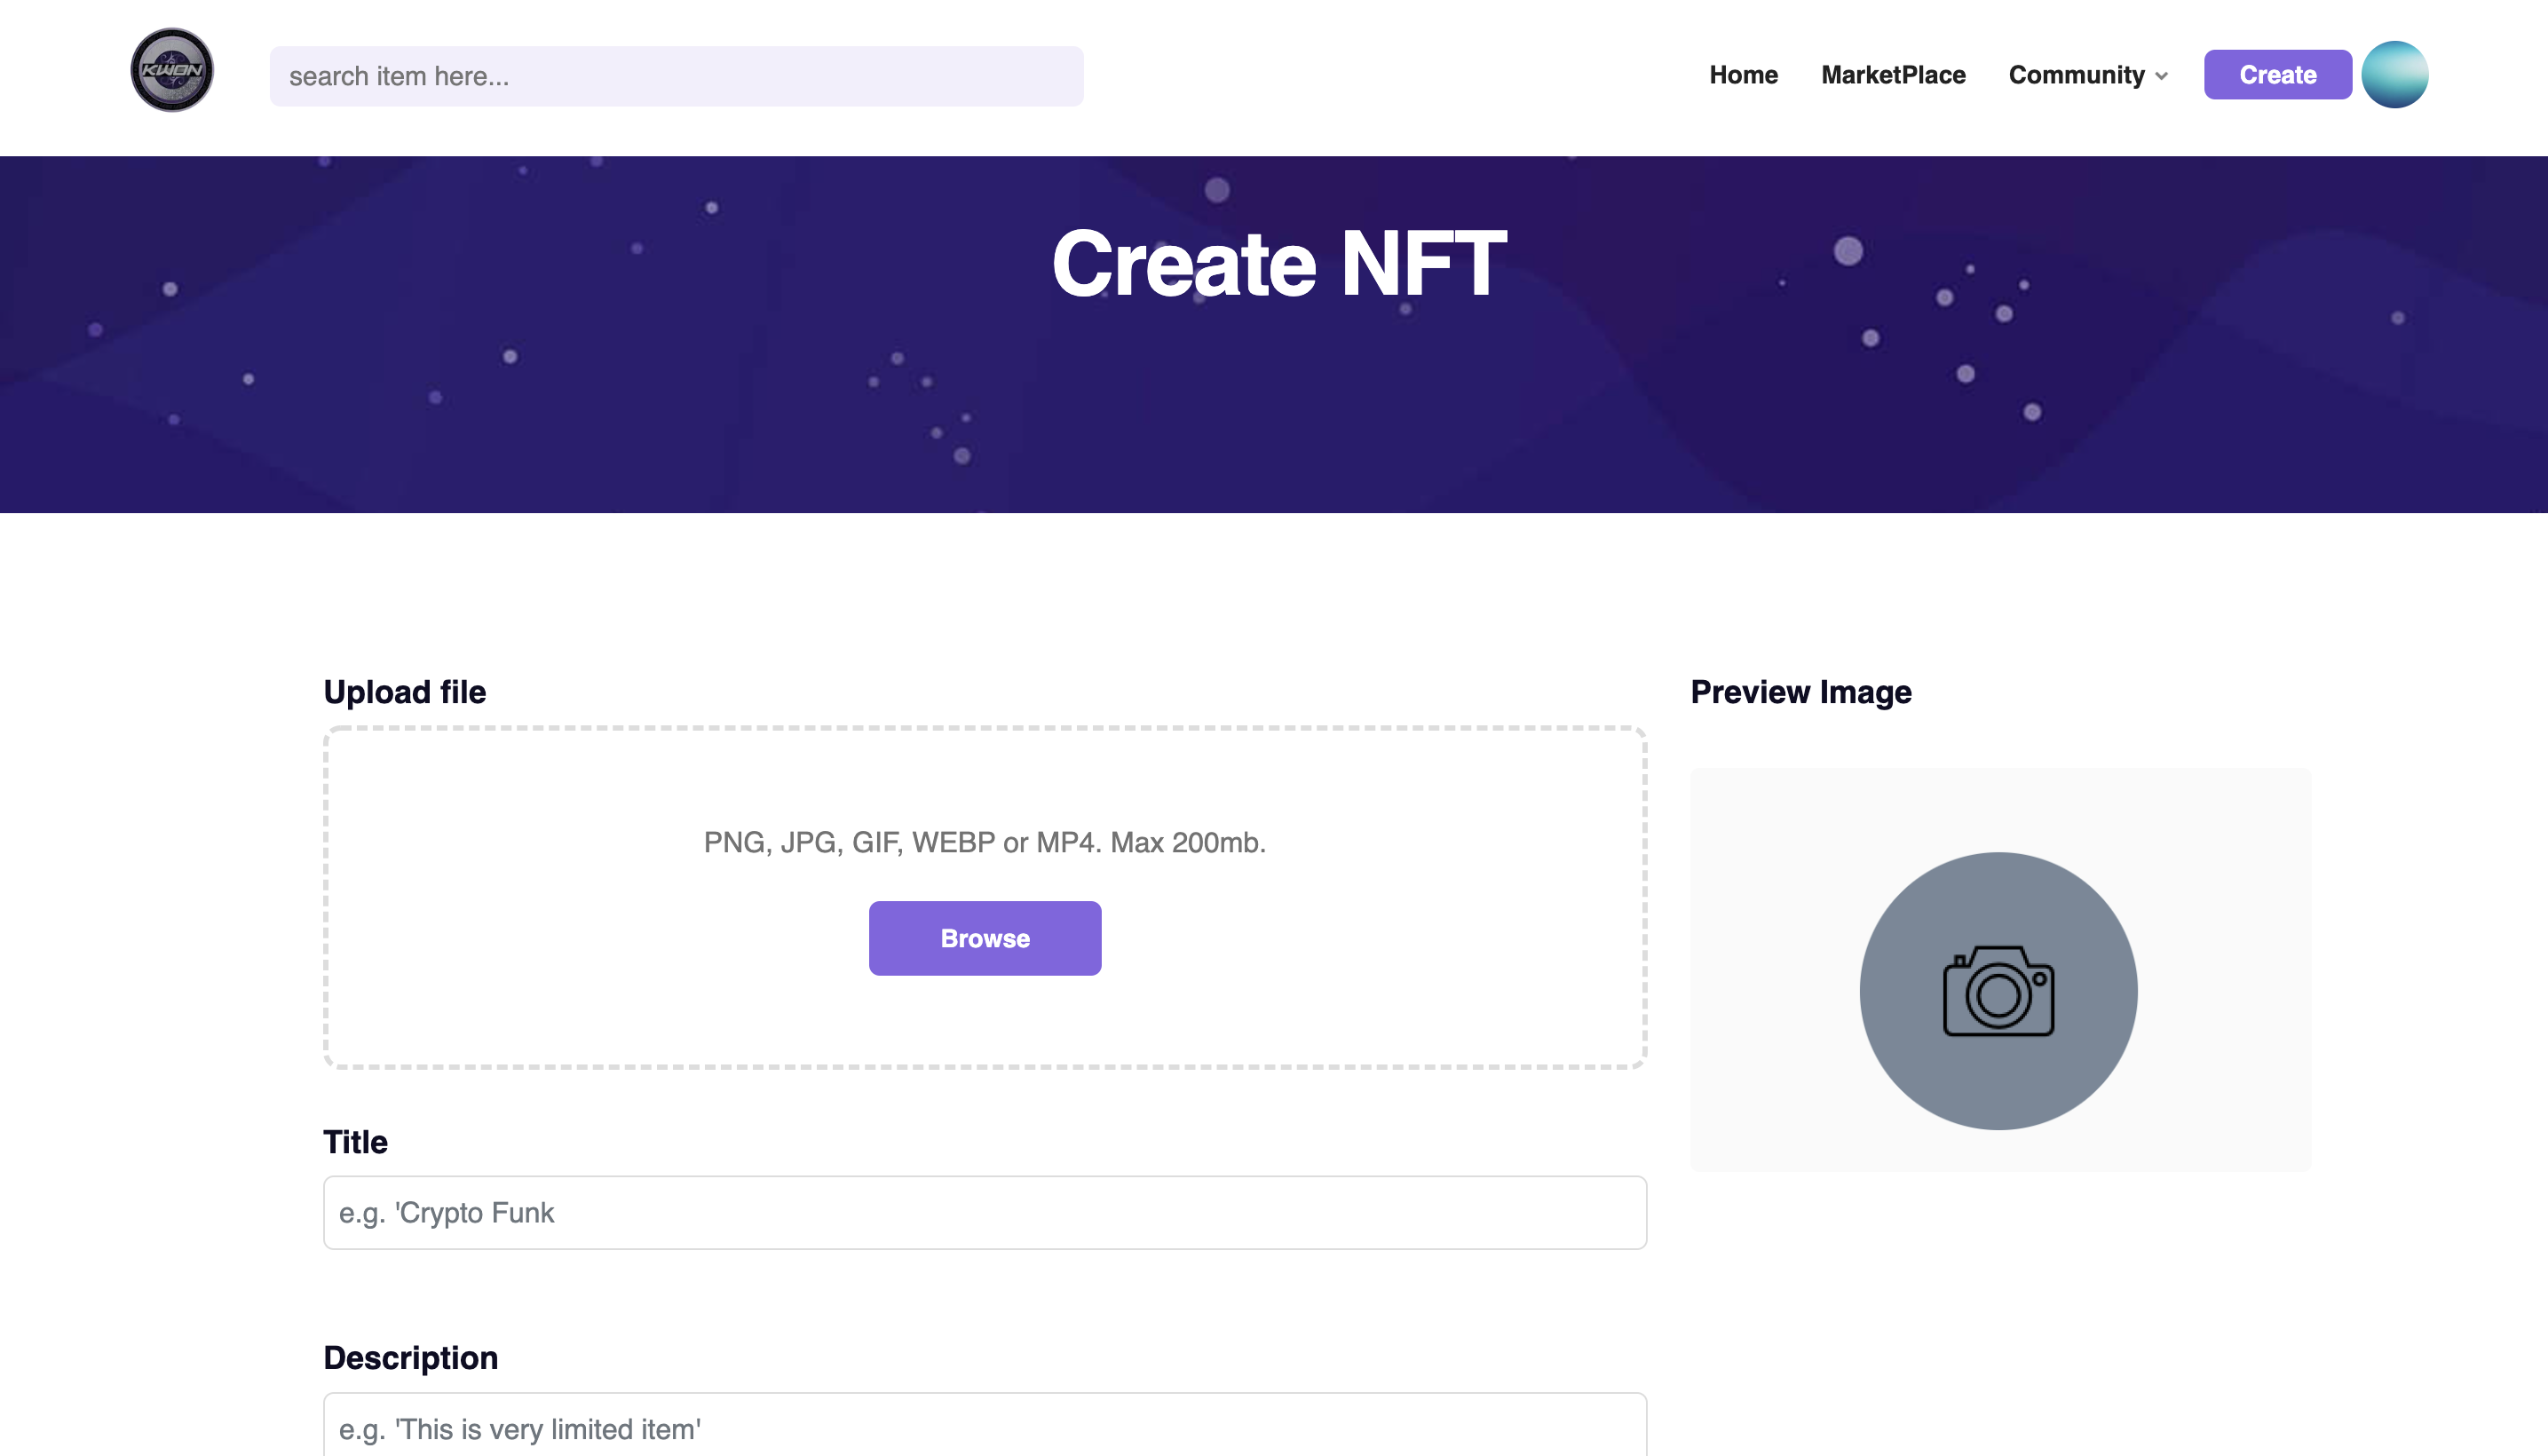 KWON
search item here...
Home
MarketPlace
Community
Create
Create NFT
Upload file
Preview Image
PNG, JPG, GIF, WEBP or MP4. Max 200mb.
Browse
Title
e.g. 'Crypto Funk
Description
e.g. 'This is very limited item'